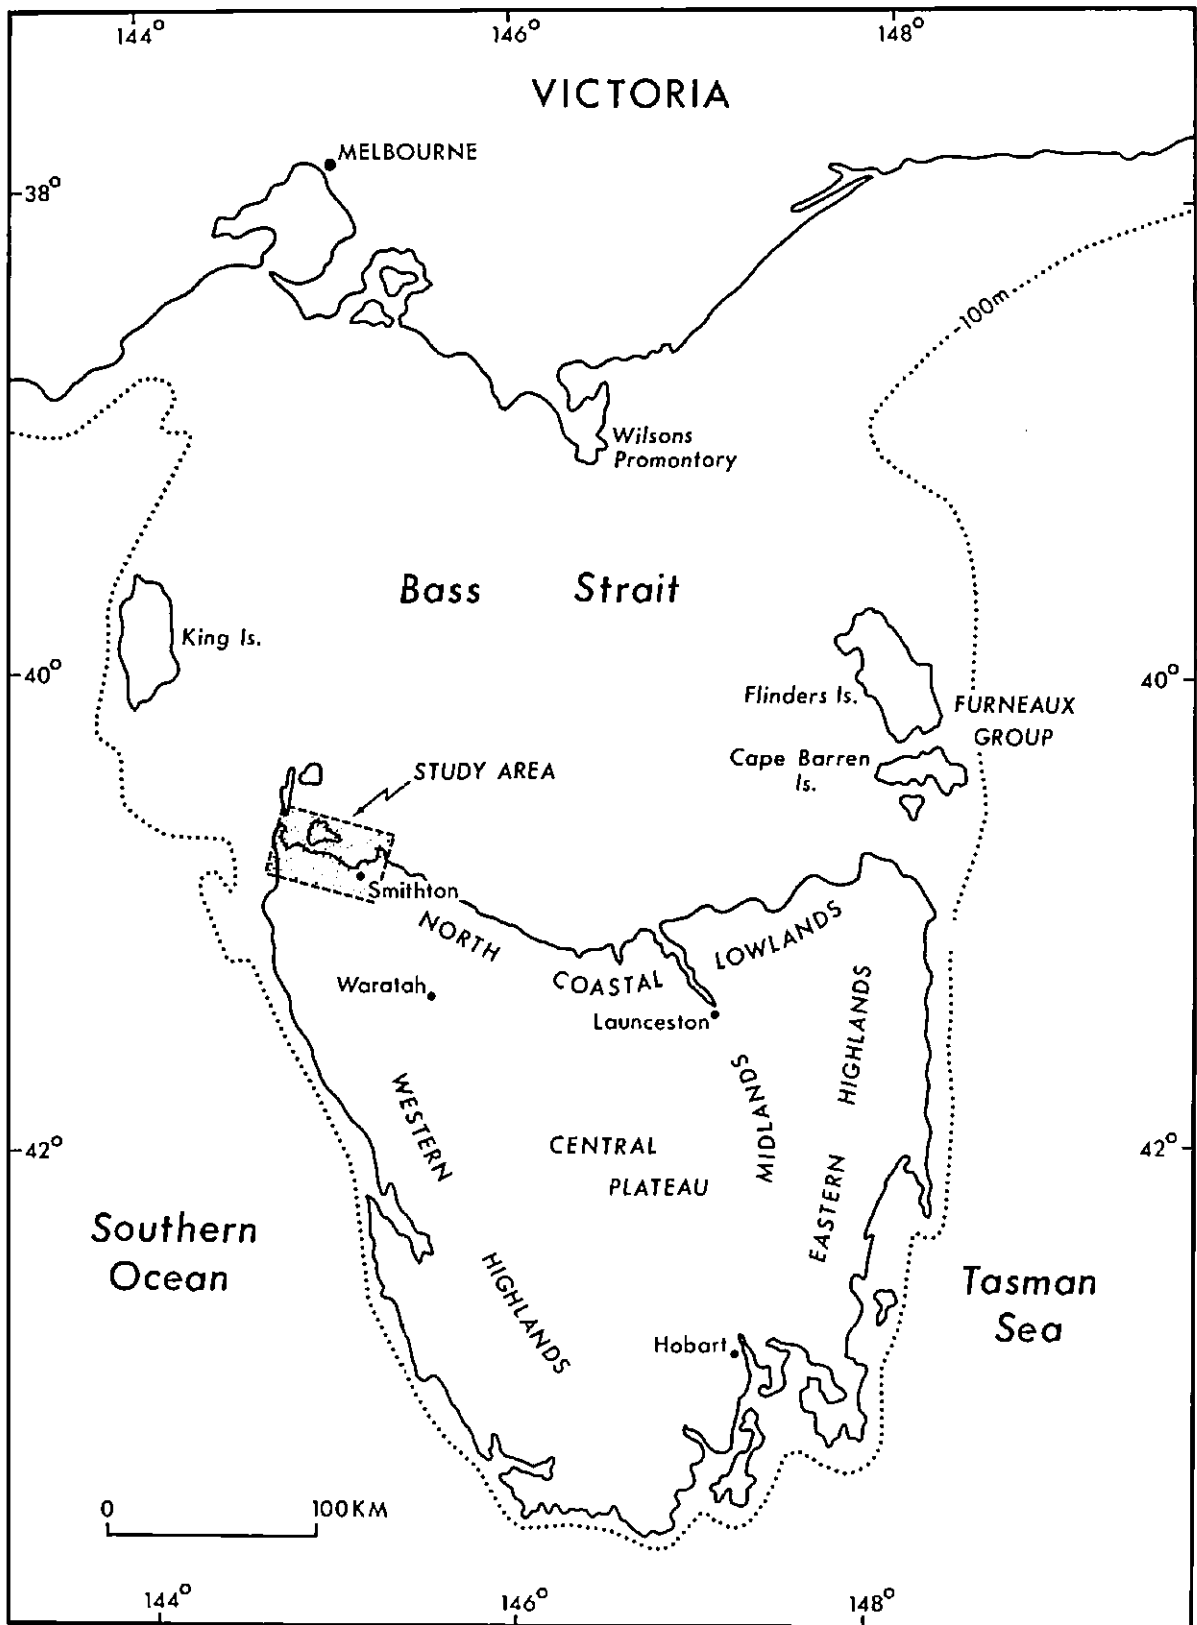 144° 146° 148°
VICTORIA
MELBOURNE
38°
100m
Wilsons
Promontory
Bass Strait
King Is.
40° 40°
Flinders Is.
FURNEAUX
GROUP
Cape Barren
Is.
STUDY AREA
Smithton
NORTH
COASTAL
LOWLANDS
Waratah
Launceston
WESTERN
HIGHLANDS
MIDLANDS
EASTERN
HIGHLANDS
CENTRAL
PLATEAU
42° 42°
Southern
Ocean
Tasman
Sea
Hobart
0 100KM
144° 146° 148°